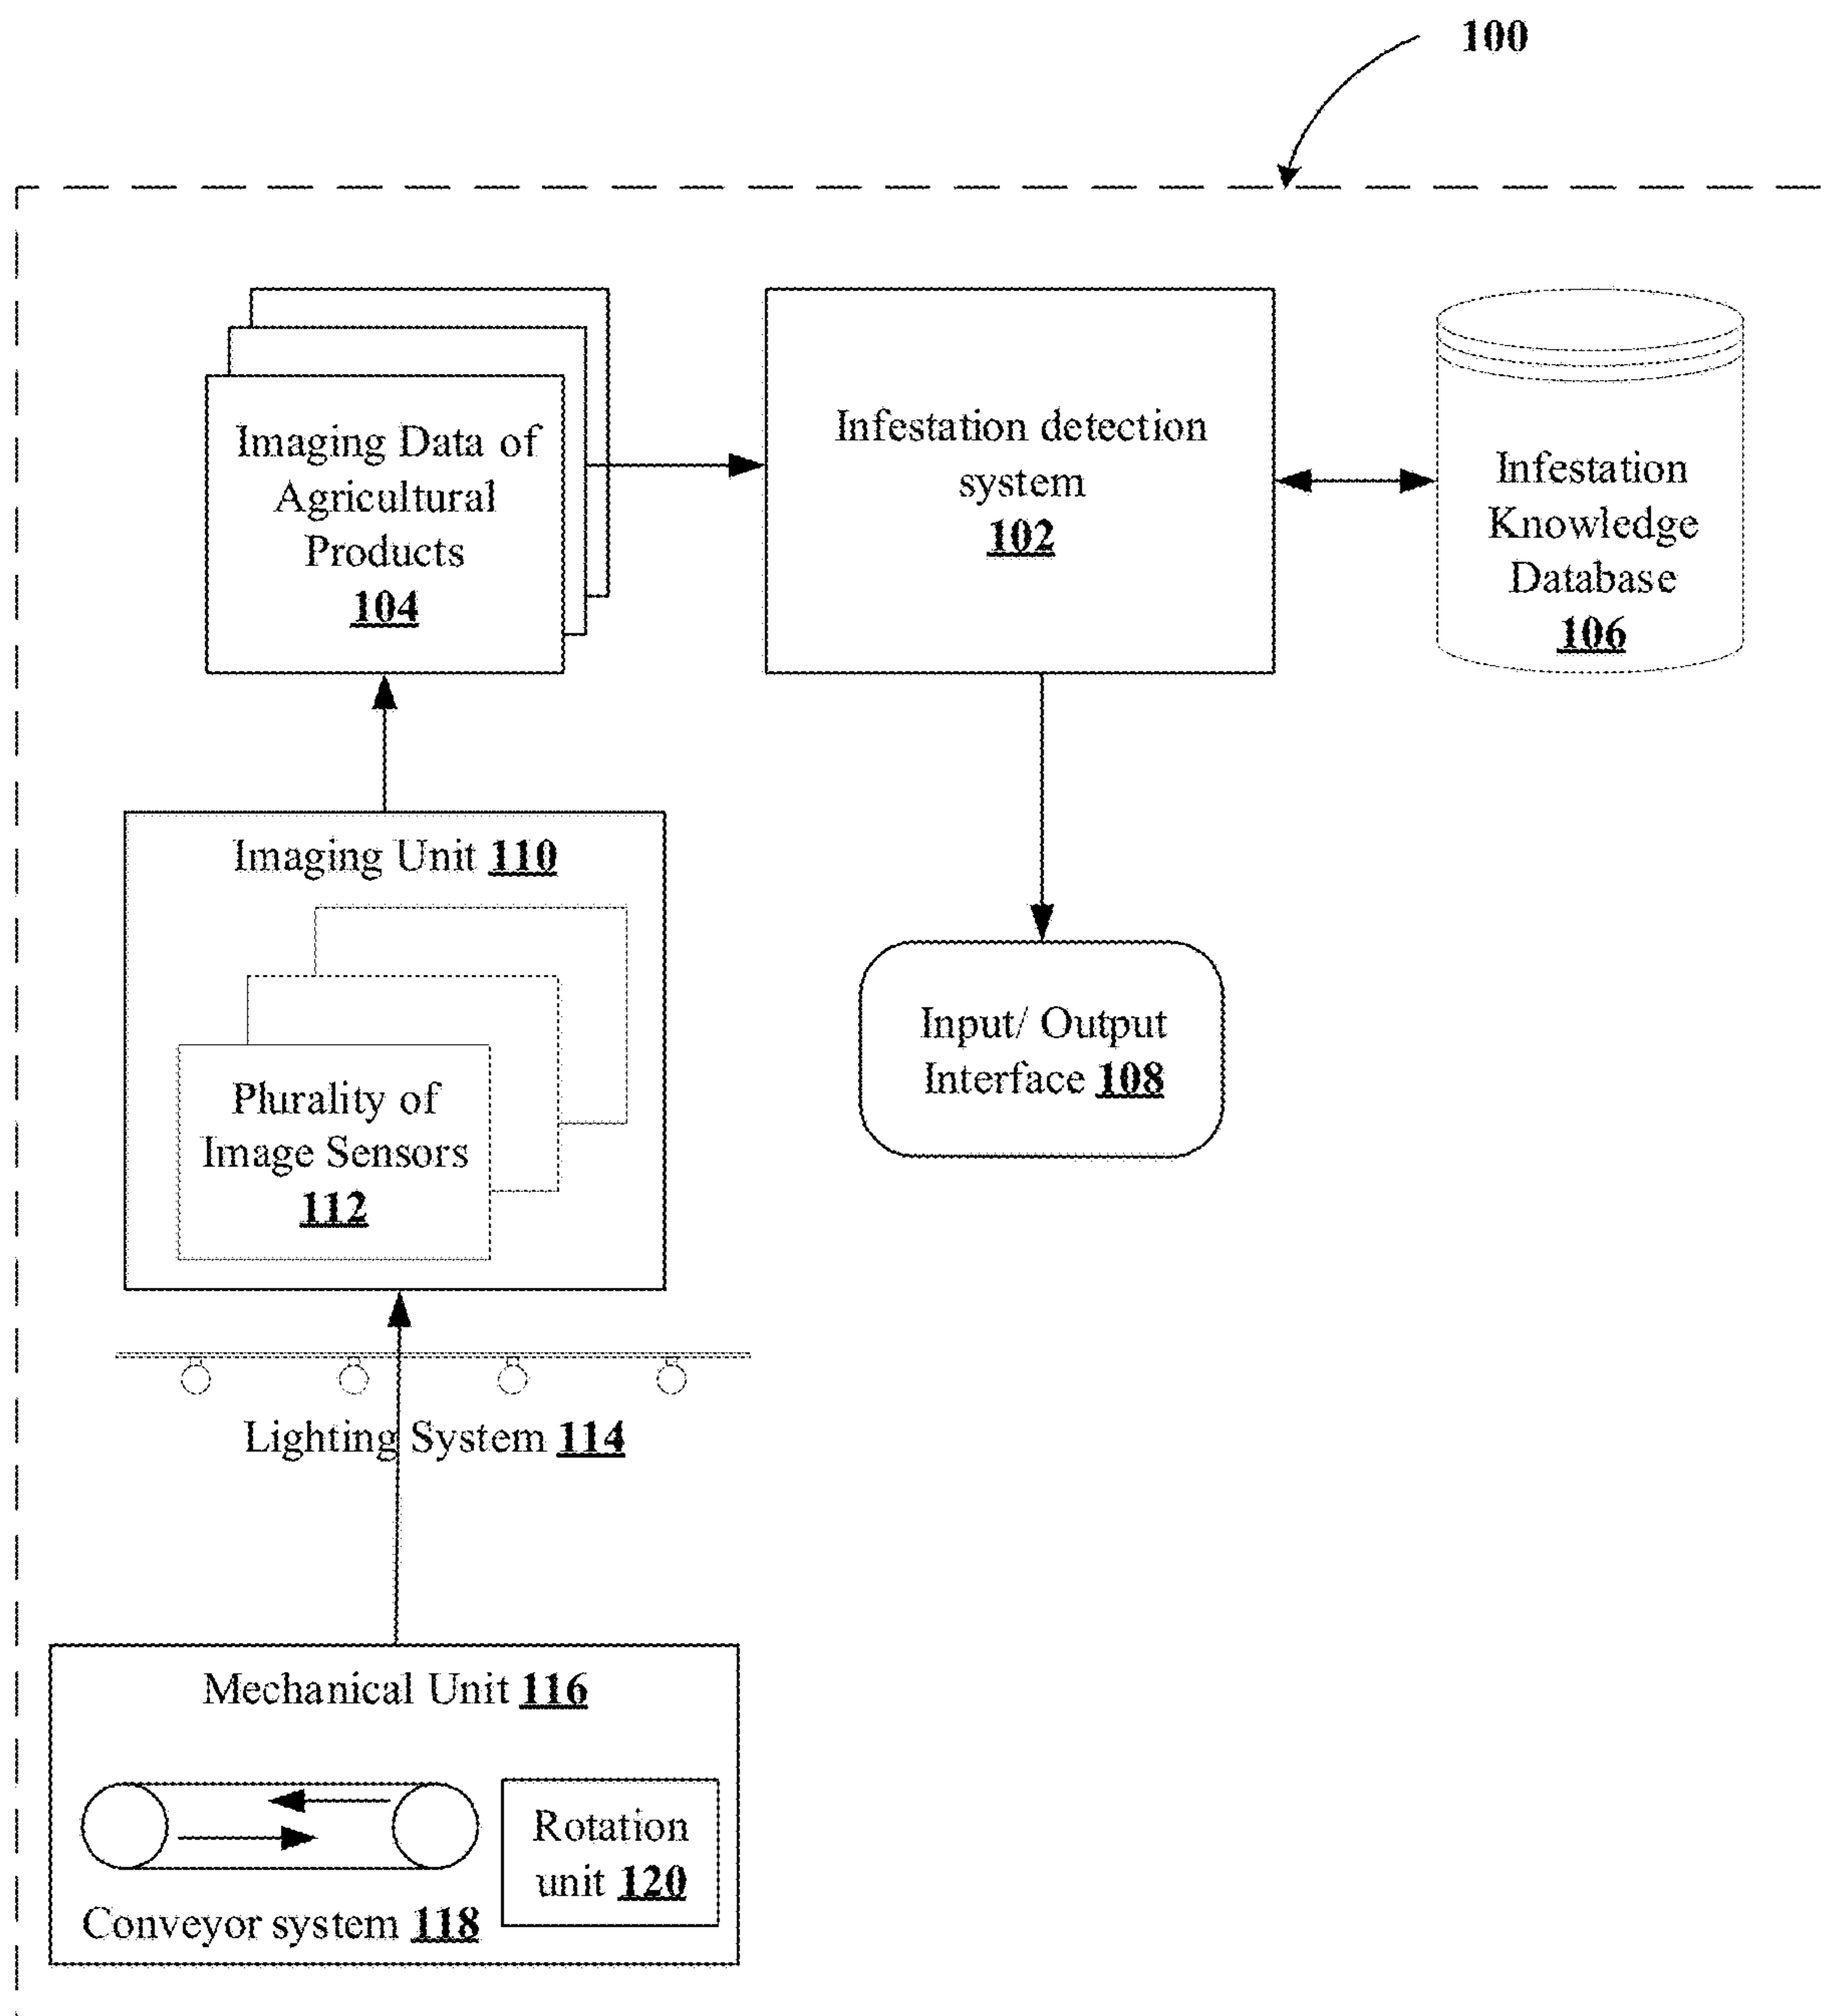 100
Imaging Data of
Agricultural
Products
104
Infestation detection
system
102
Infestation
Knowledge
Database
106
Imaging Unit 110
Plurality of
Image Sensors
112
Input/ Output
Interface 108
Lighting System 114
Mechanical Unit 116
Conveyor system 118
Rotation
unit 120